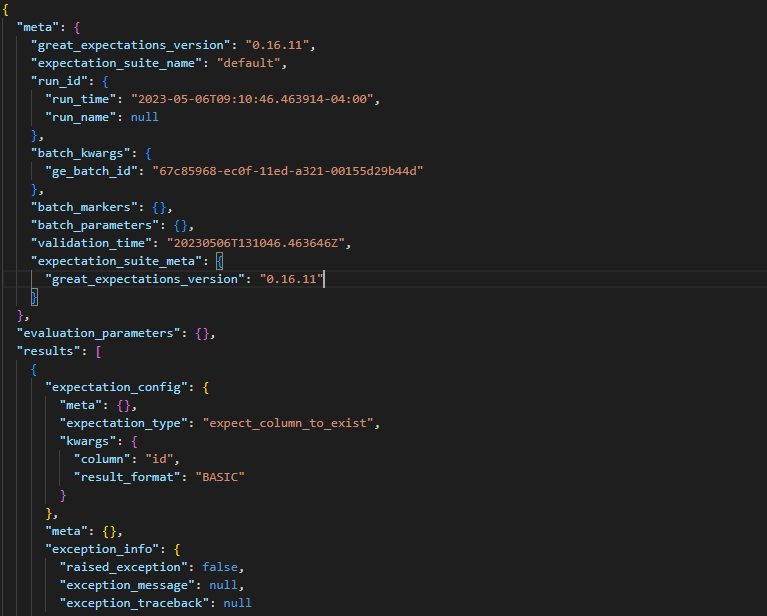 {
"meta": {
"great_expectations_version": "0.16.11",
"expectation_suite_name": "default",
"run_id": {
"run_time": "2023-05-06T09:10:46.463914-04:00",
"run_name": null
},
"batch_kwargs": {
"ge_batch_id": "67c85968-ec0f-11ed-a321-00155d29b44d"
},
"batch_markers": {},
"batch_parameters": {},
"validation_time": "20230506T131046.463646Z",
"expectation_suite_meta": {
"great_expectations_version": "0.16.11"
}
},
"evaluation_parameters": {},
"results": [
{
"expectation_config": {
"meta": {},
"expectation_type": "expect_column_to_exist",
"kwargs": {
"column": "id",
"result_format": "BASIC"
}
},
"meta": {},
"exception_info": {
"raised_exception": false,
"exception_message": null,
"exception_traceback": null